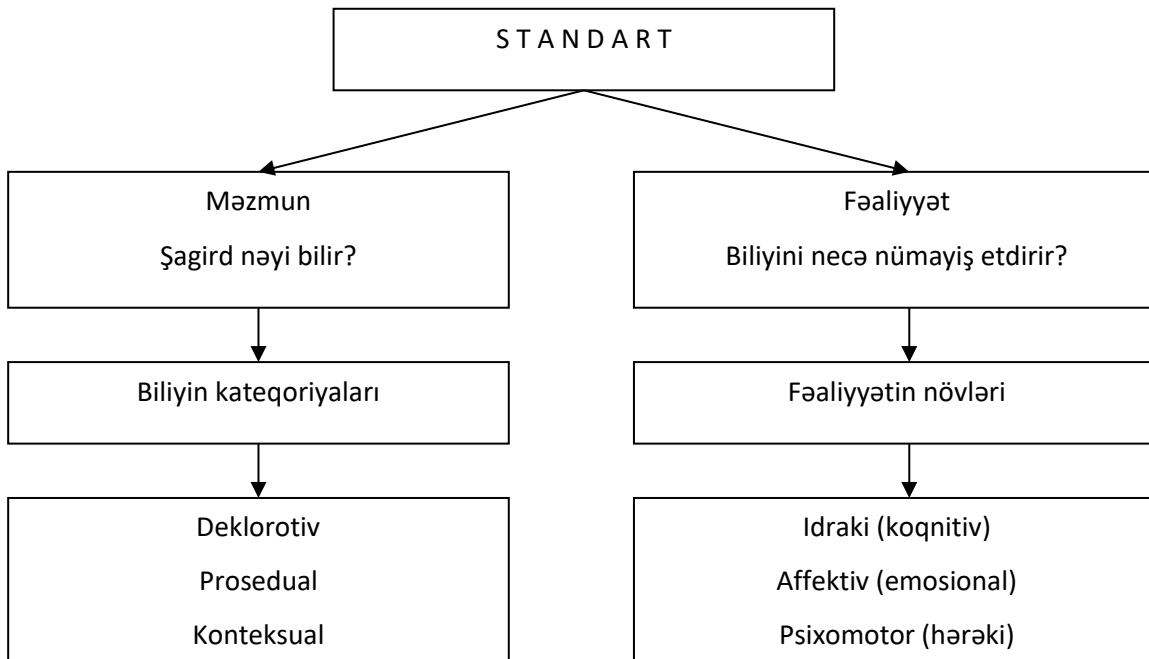 S T A N D A R T
Məzmun
Şagird nəyi bilir?
Fəaliyyət
Biliyini necə nümayiş etdirir?
Biliyin kateqoriyaları
Fəaliyyətin növləri
Deklorotiv
Prosedual
Konteksual
Idraki (koqnitiv)
Affektiv (emosional)
Psixomotor (hərəki)